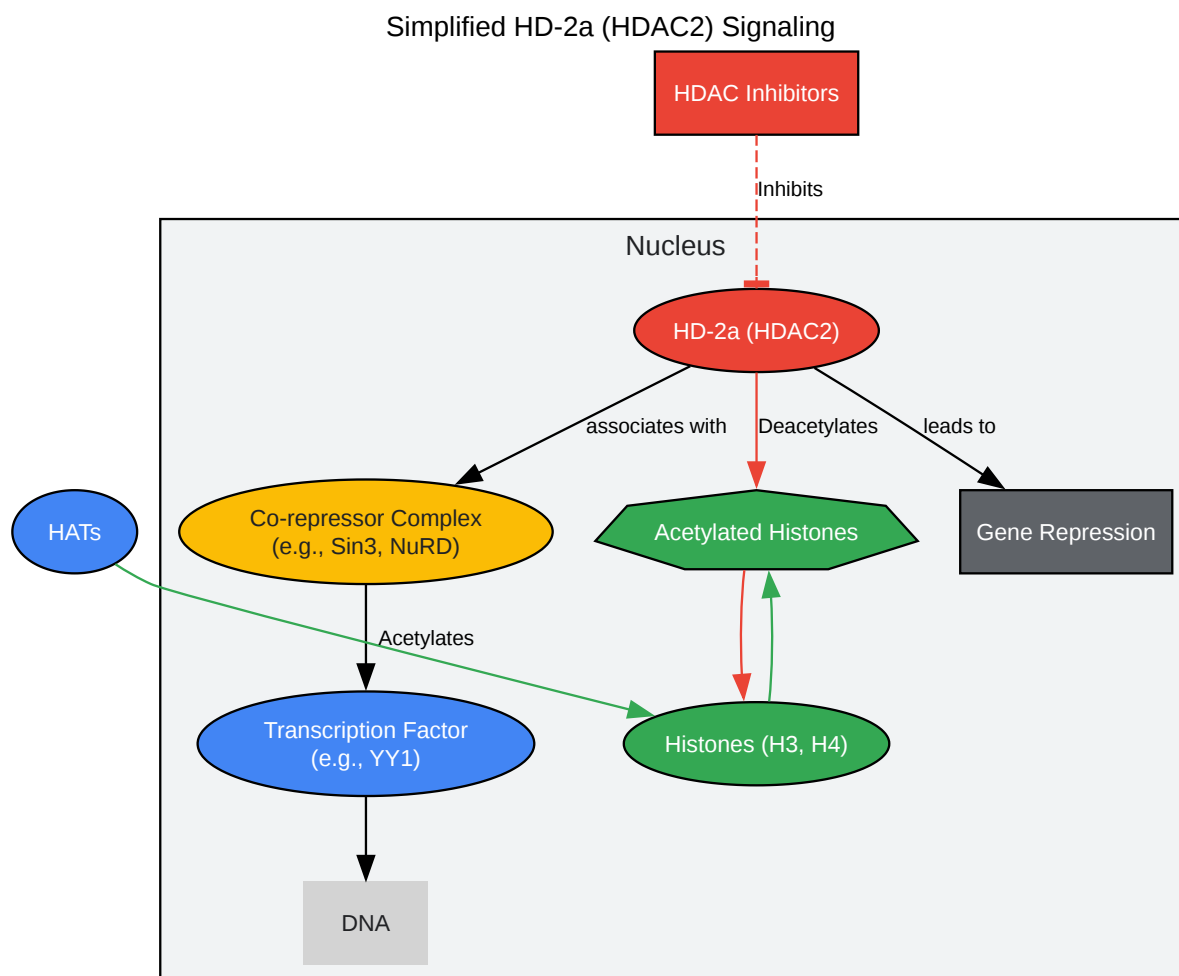 Simplified HD-2a (HDAC2) Signaling
HDAC Inhibitors
Inhibits
Nucleus
HD-2a (HDAC2)
associates with
Deacetylates
leads to
HATs
Co-repressor Complex
(e.g., Sin3, NuRD)
Acetylated Histones
Gene Repression
Acetylates
Transcription Factor
(e.g., YY1)
Histones (H3, H4)
DNA